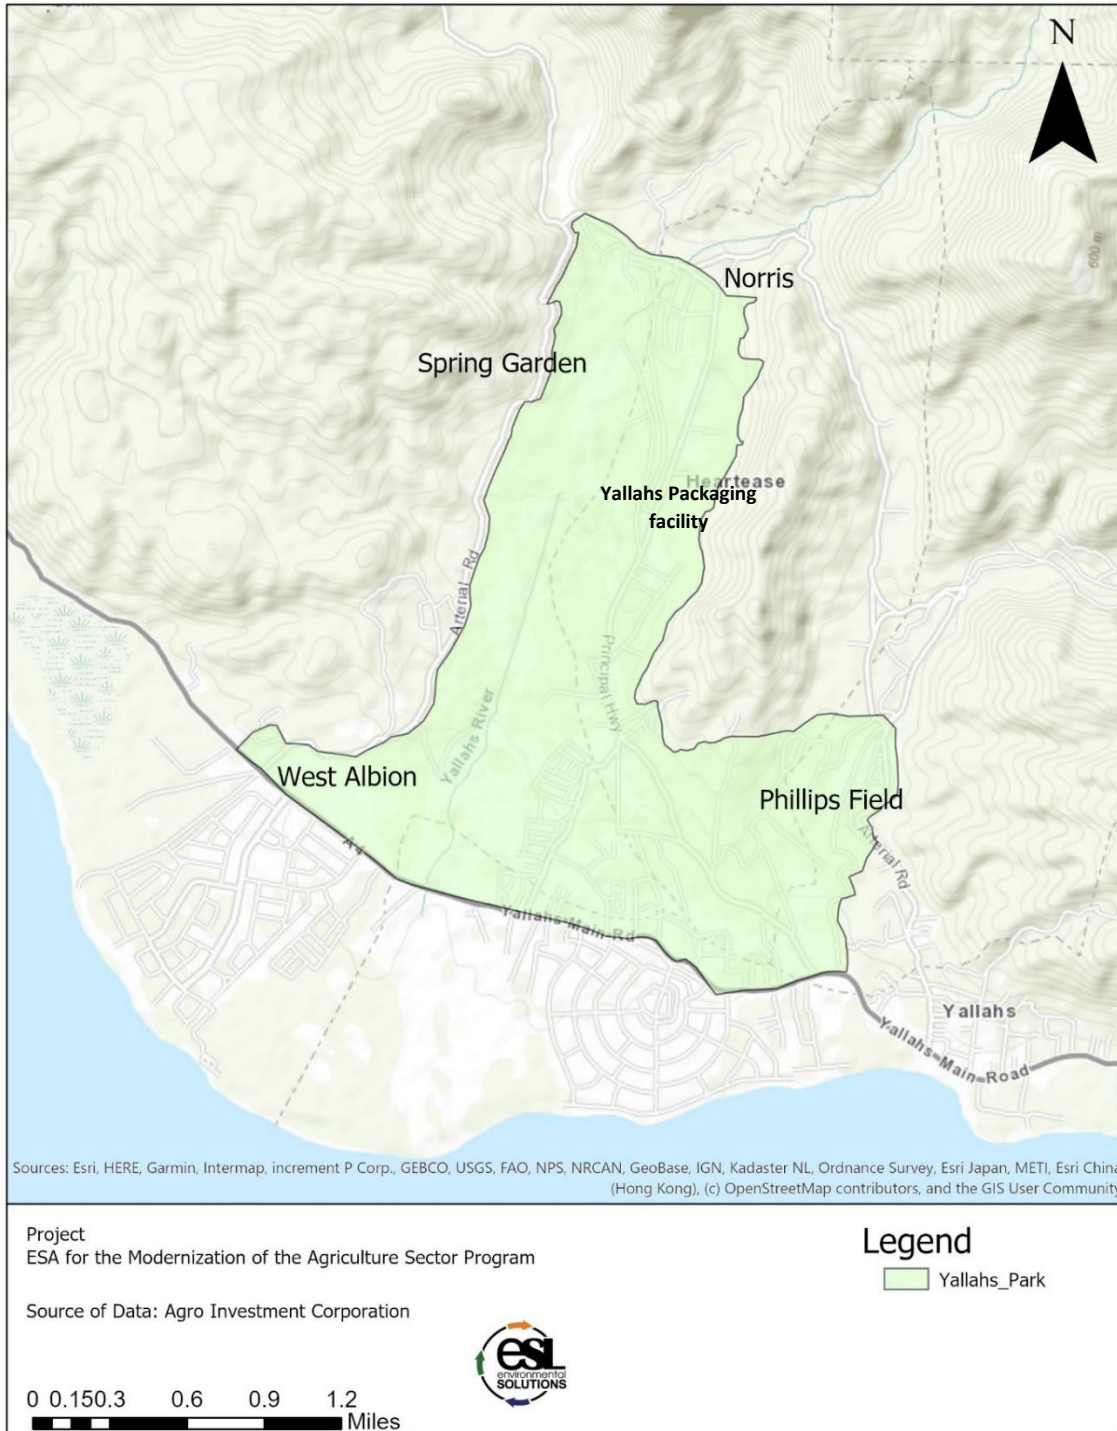 N
600 m
Norris
Spring Garden
Heartease
Yallahs Packaging
facility
Arterial Rd
Principal Hwy
Yallahs River
West Albion
Phillips Field
A4
Arterial Rd
Yallahs Main Rd
Yallahs
Yallahs-Main-Road
Sources: Esri, HERE, Garmin, Intermap, increment P Corp., GEBCO, USGS, FAO, NPS, NRCAN, GeoBase, IGN, Kadaster NL, Ordnance Survey, Esri Japan, METI, Esri China
(Hong Kong), (c) OpenStreetMap contributors, and the GIS User Community
Project
ESA for the Modernization of the Agriculture Sector Program
Legend
Yallahs_Park
Source of Data: Agro Investment Corporation
esl
environmental
SOLUTIONS
0 0.150.3 0.6 0.9 1.2
Miles